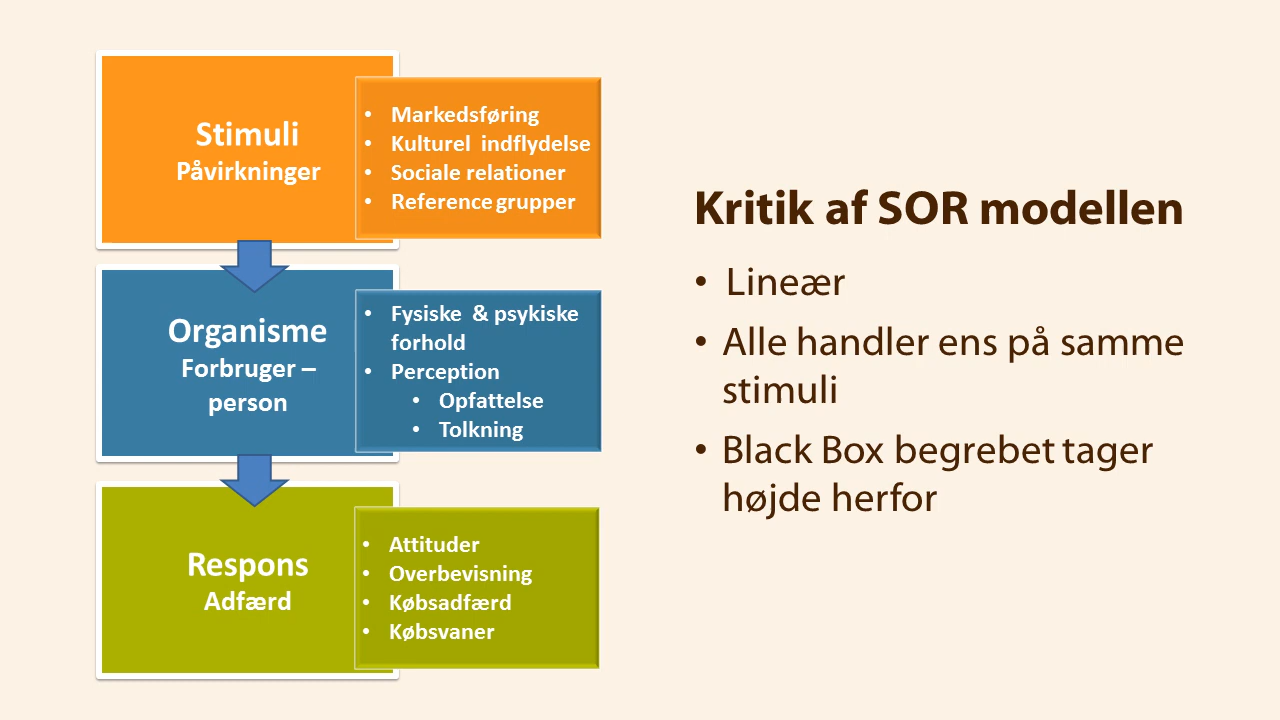 Stimuli
Påvirkninger
• Markedsføring
• Kulturel indflydelse
• Sociale relationer
• Reference grupper
Organisme
Forbruger –
person
• Fysiske & psykiske
forhold
• Perception
• Opfattelse
• Tolkning
Respons
Adfærd
• Attituder
• Overbevisning
• Købsadfærd
• Købsvaner
Kritik af SOR modellen
• Lineær
• Alle handler ens på samme
stimuli
• Black Box begrebet tager
højde herfor